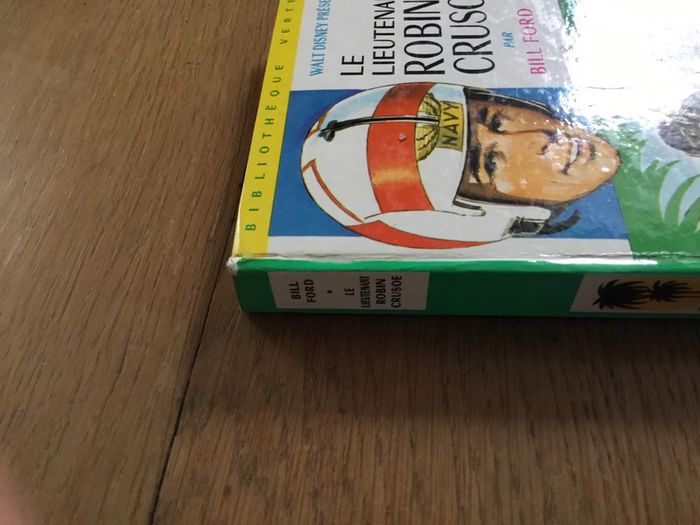 BIBLIOTHÈQUE VERTE
WALT DISNEY PRÉSE
LE
LIEUTENA
ROBIN
CRUSO
PAR
BILL FORD
NAVY
BILL
FORD
LE
LIEUTENANT
ROBIN
CRUSOE